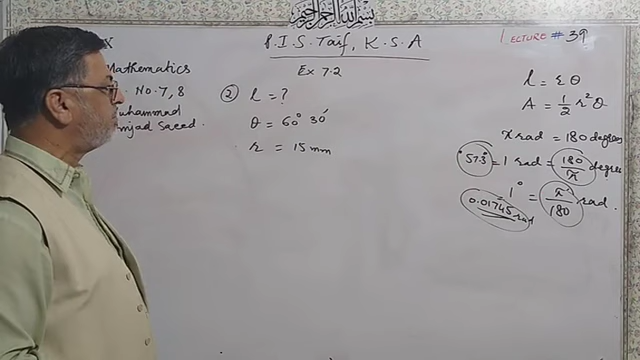 بسم الله الرحمن الرحيم
P.I.S. Taif, K.S.A
LECTURE # 39
X
Mathematics
No. 7, 8
uhammad
mjad Saeed.
Ex 7.2
② l = ?
θ = 60° 30'
r = 15 mm
l = rθ
A = 1/2 r²θ
π rad = 180 degrees
57.3° = 1 rad = 180/π degrees
1° = π/180 rad.
0.01745 rad